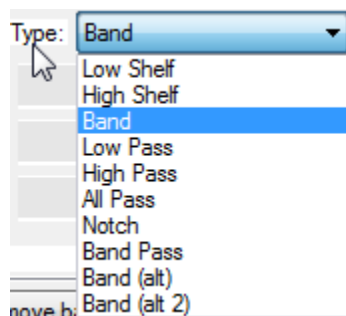 Type: Band
Low Shelf
High Shelf
Band
Low Pass
High Pass
All Pass
Notch
Band Pass
Band (alt)
Band (alt 2)